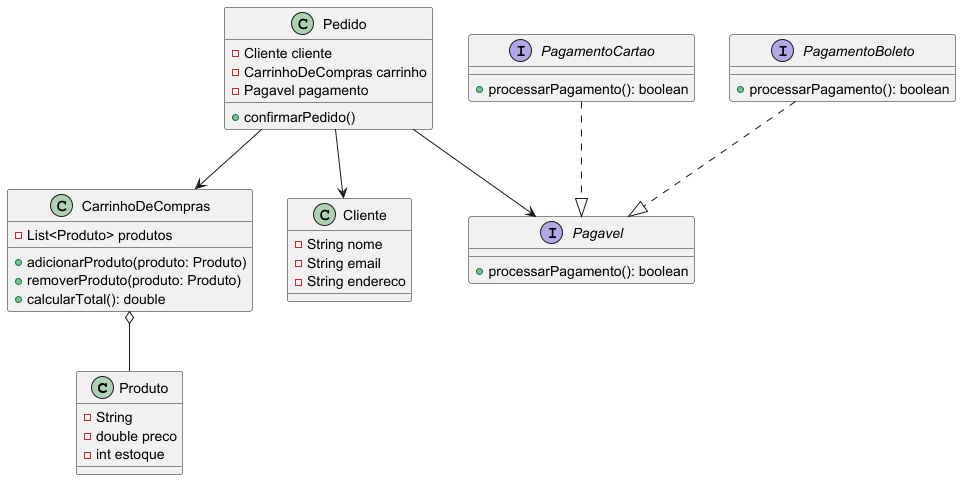 C Pedido
Cliente cliente
CarrinhoDeCompras carrinho
Pagavel pagamento
confirmarPedido()
I PagamentoCartao
processarPagamento(): boolean
I PagamentoBoleto
processarPagamento(): boolean
C CarrinhoDeCompras
List<Produto> produtos
adicionarProduto(produto: Produto)
removerProduto(produto: Produto)
calcularTotal(): double
C Cliente
String nome
String email
String endereco
I Pagavel
processarPagamento(): boolean
C Produto
String
double preco
int estoque